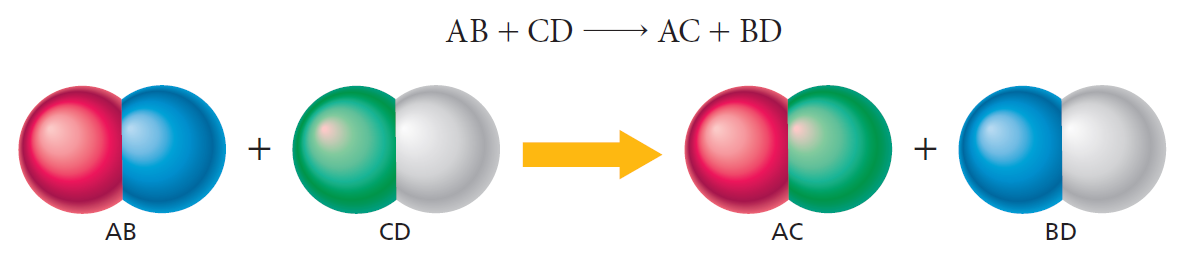 AB + CD ⟶ AC + BD
+ +
AB CD AC BD